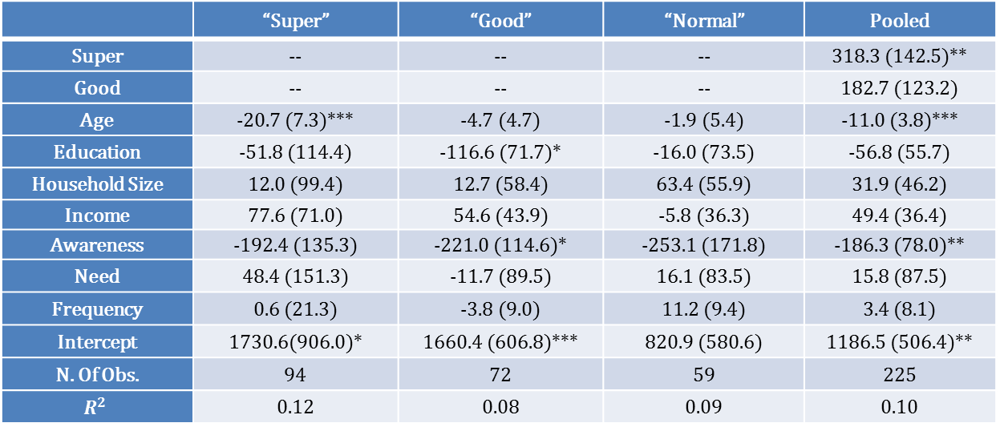 “Super” “Good” “Normal” Pooled
Super -- -- -- 318.3 (142.5)**
Good -- -- -- 182.7 (123.2)
Age -20.7 (7.3)*** -4.7 (4.7) -1.9 (5.4) -11.0 (3.8)***
Education -51.8 (114.4) -116.6 (71.7)* -16.0 (73.5) -56.8 (55.7)
Household Size 12.0 (99.4) 12.7 (58.4) 63.4 (55.9) 31.9 (46.2)
Income 77.6 (71.0) 54.6 (43.9) -5.8 (36.3) 49.4 (36.4)
Awareness -192.4 (135.3) -221.0 (114.6)* -253.1 (171.8) -186.3 (78.0)**
Need 48.4 (151.3) -11.7 (89.5) 16.1 (83.5) 15.8 (87.5)
Frequency 0.6 (21.3) -3.8 (9.0) 11.2 (9.4) 3.4 (8.1)
Intercept 1730.6(906.0)* 1660.4 (606.8)*** 820.9 (580.6) 1186.5 (506.4)**
N. Of Obs. 94 72 59 225
R² 0.12 0.08 0.09 0.10